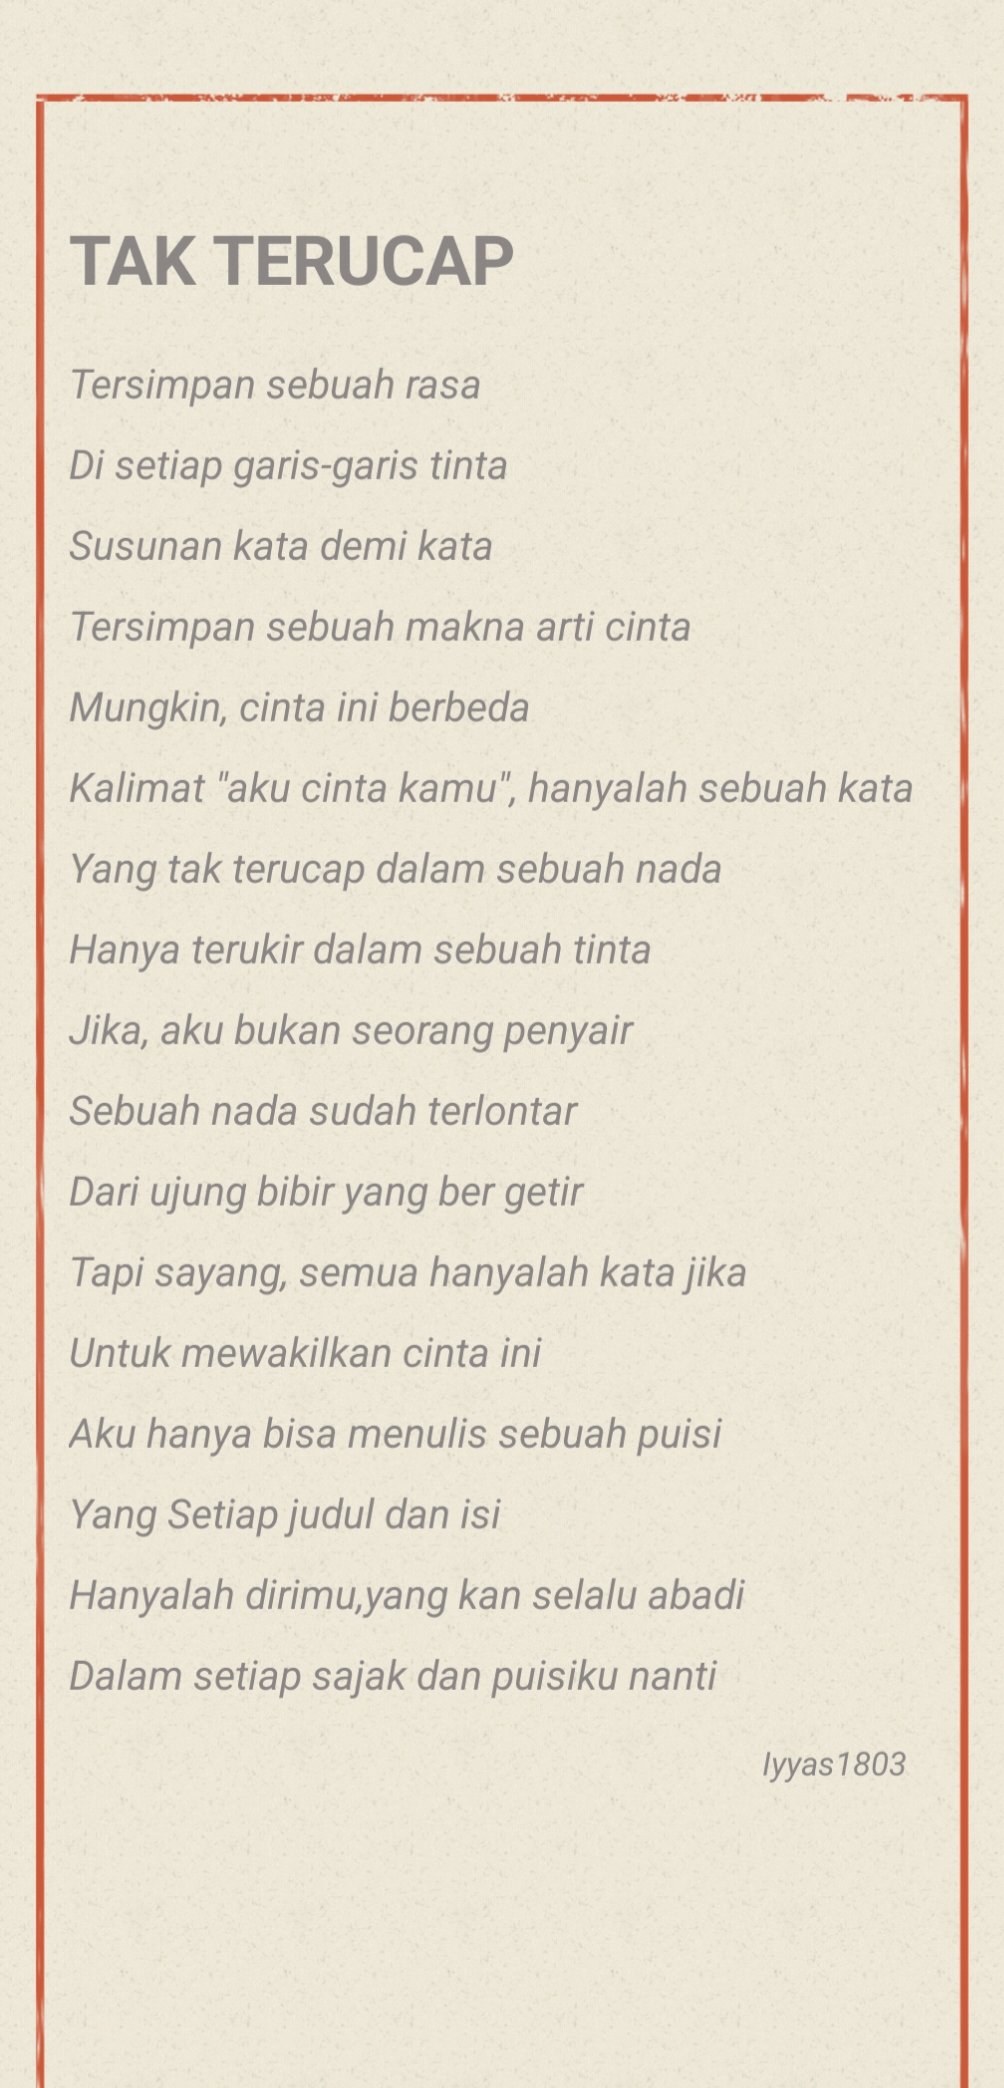 TAK TERUCAP
Tersimpan sebuah rasa
Di setiap garis-garis tinta
Susunan kata demi kata
Tersimpan sebuah makna arti cinta
Mungkin, cinta ini berbeda
Kalimat "aku cinta kamu", hanyalah sebuah kata
Yang tak terucap dalam sebuah nada
Hanya terukir dalam sebuah tinta
Jika, aku bukan seorang penyair
Sebuah nada sudah terlontar
Dari ujung bibir yang ber getir
Tapi sayang, semua hanyalah kata jika
Untuk mewakilkan cinta ini
Aku hanya bisa menulis sebuah puisi
Yang Setiap judul dan isi
Hanyalah dirimu,yang kan selalu abadi
Dalam setiap sajak dan puisiku nanti
Iyyas1803